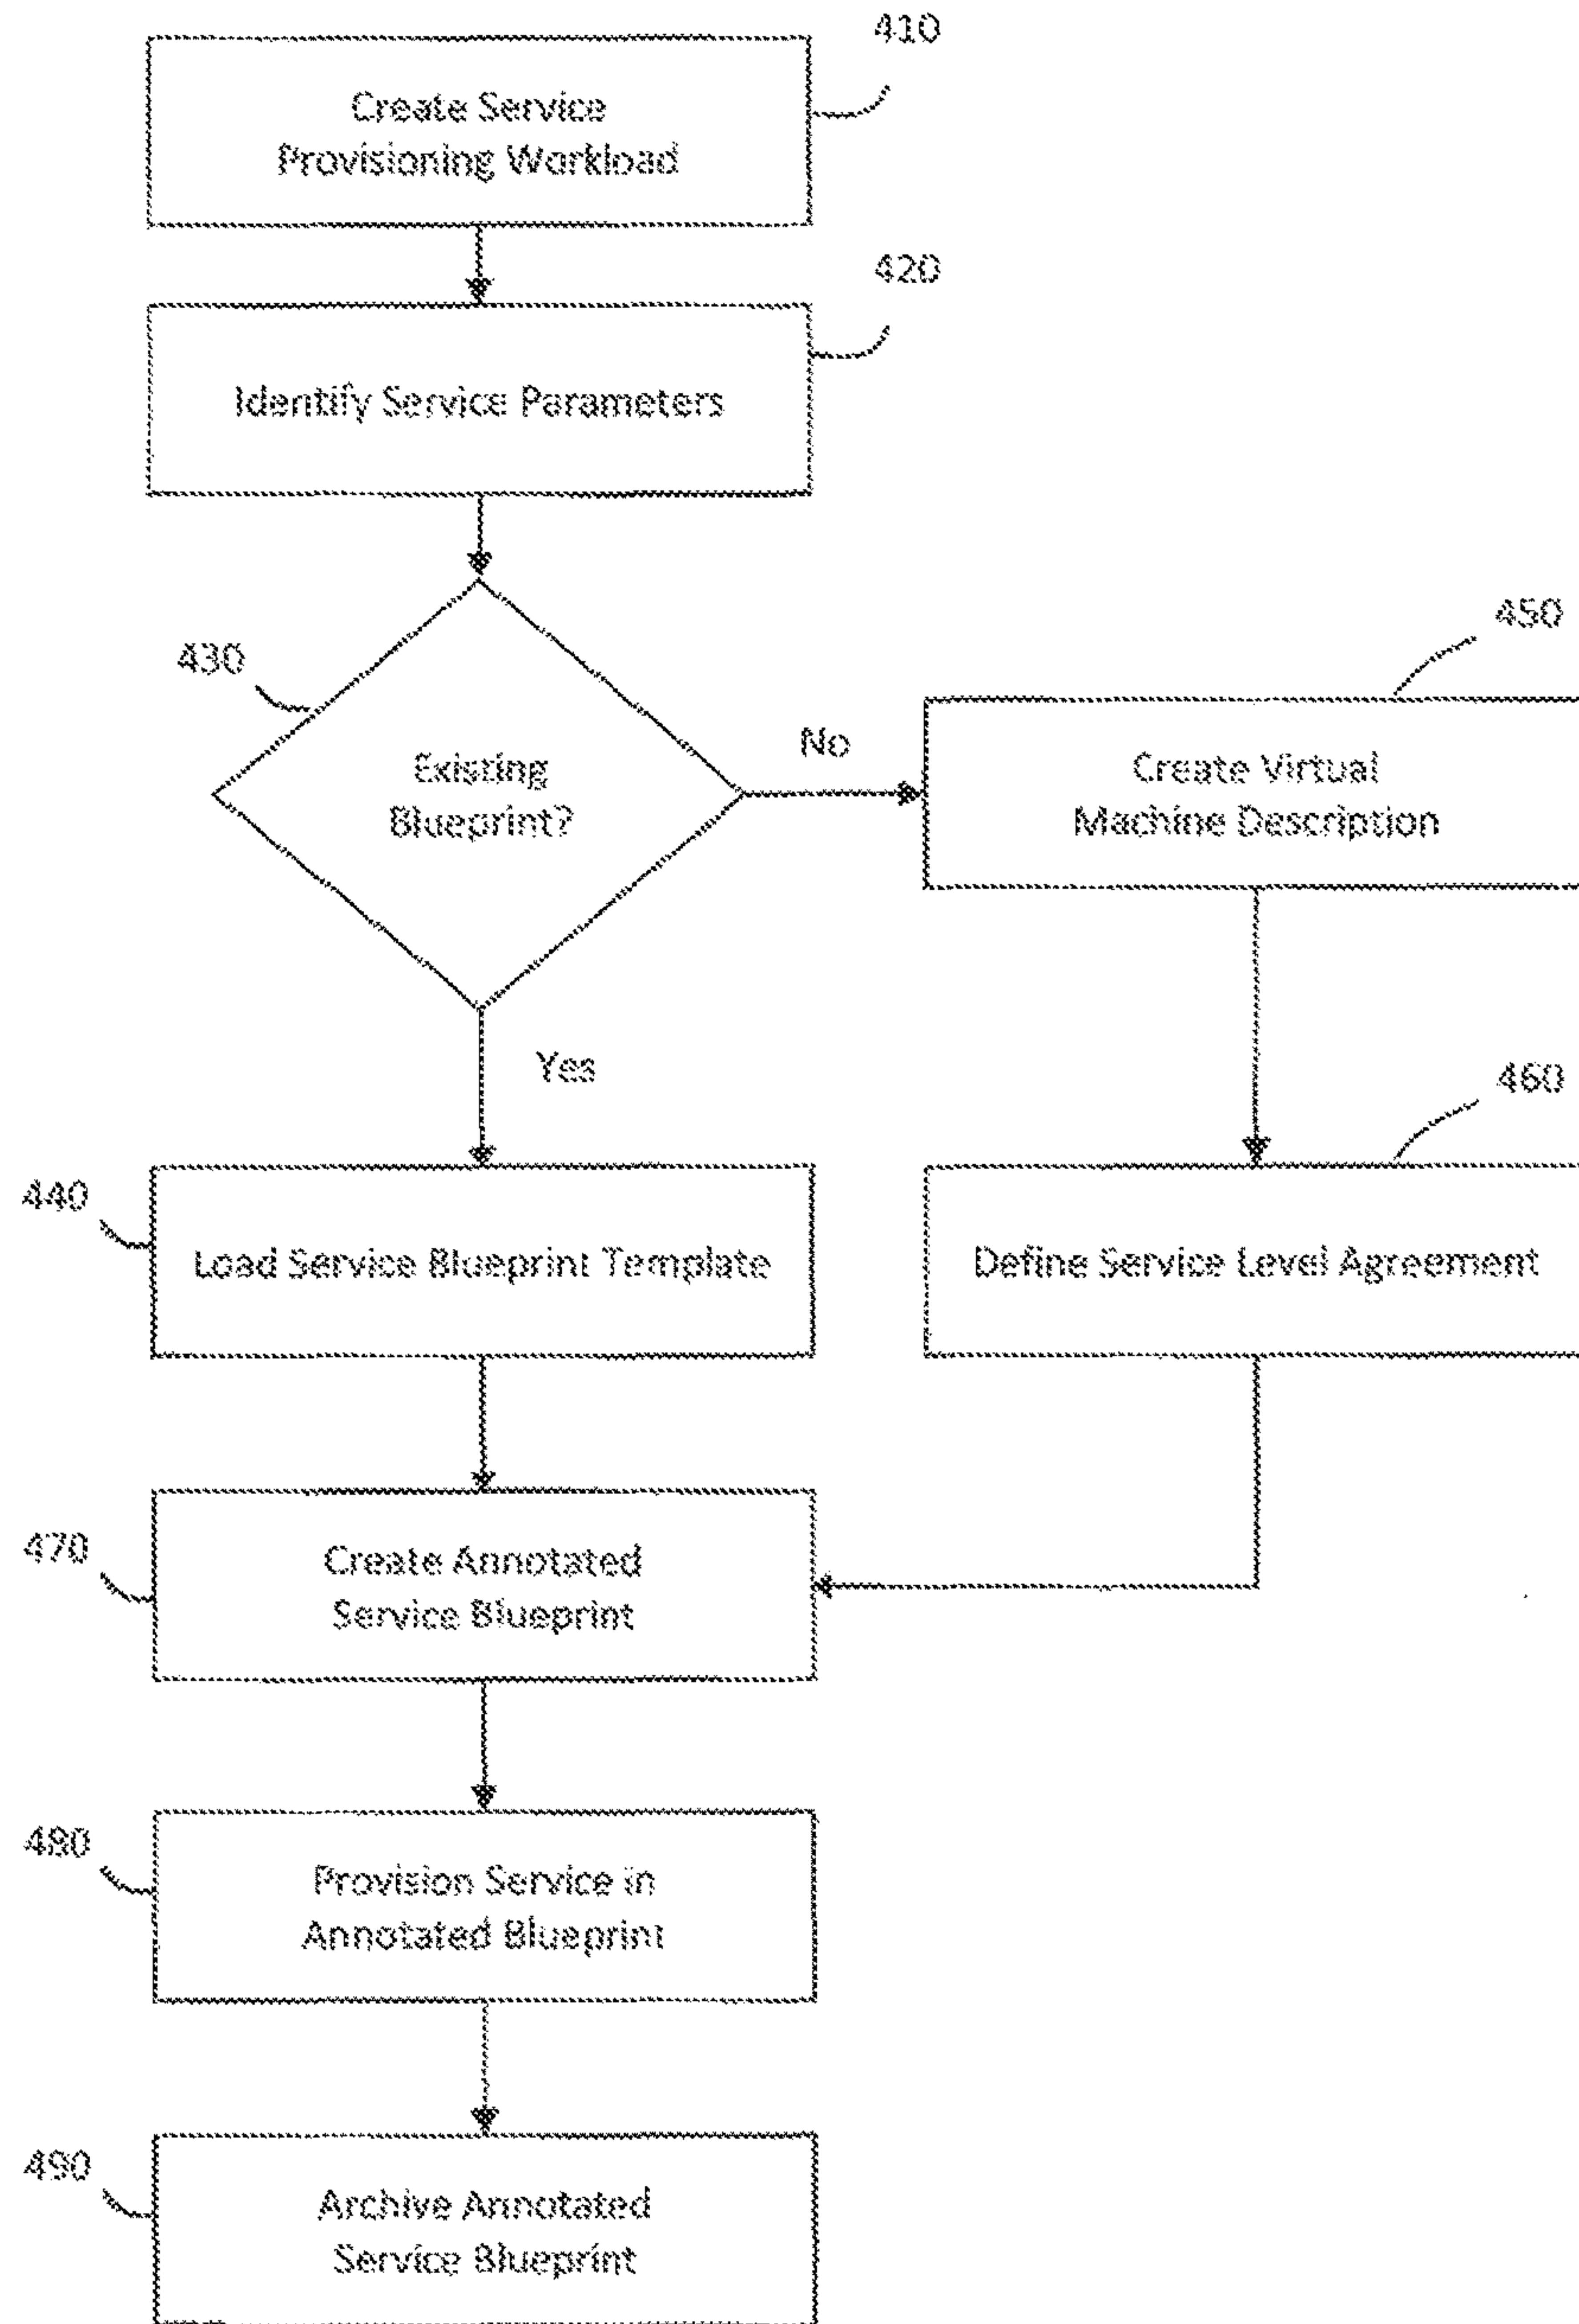 410
Create Service
Provisioning Workload
420
Identify Service Parameters
430
Existing
Blueprint?
No
450
Create Virtual
Machine Description
Yes
460
440
Load Service Blueprint Template
Define Service Level Agreement
470
Create Annotated
Service Blueprint
480
Provision Service in
Annotated Blueprint
490
Archive Annotated
Service Blueprint